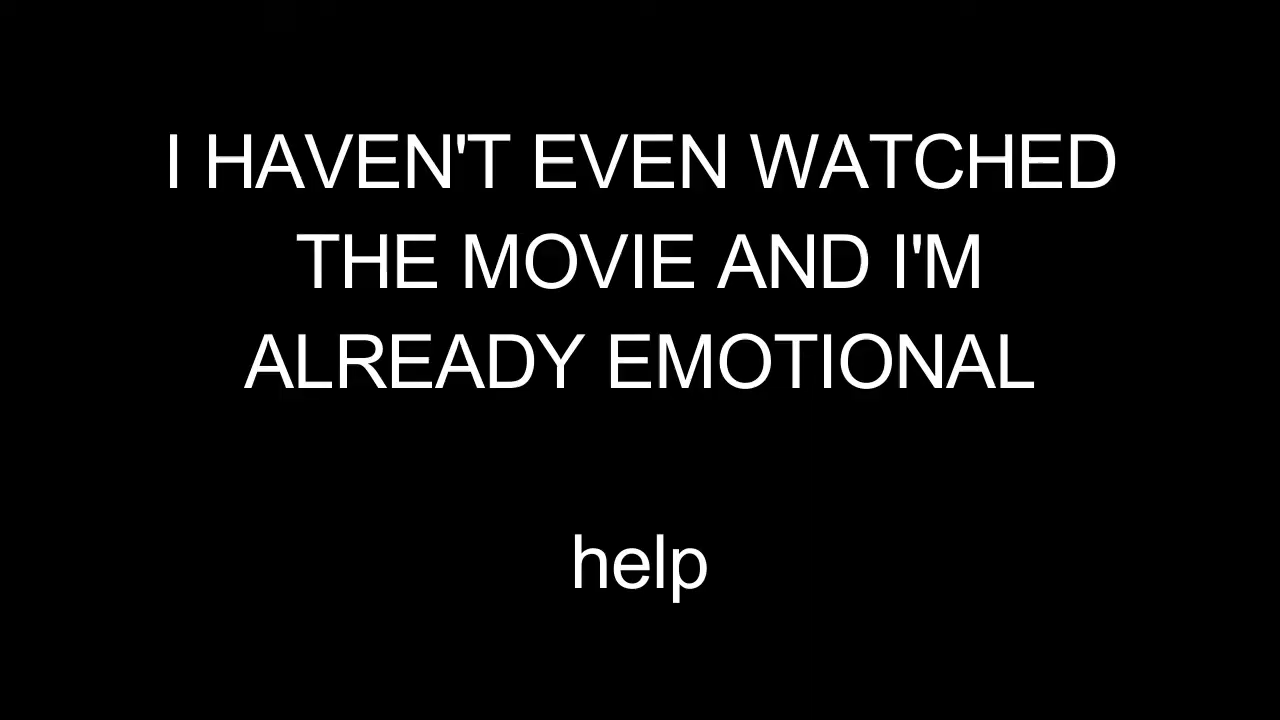 I HAVEN'T EVEN WATCHED
THE MOVIE AND I'M
ALREADY EMOTIONAL
help